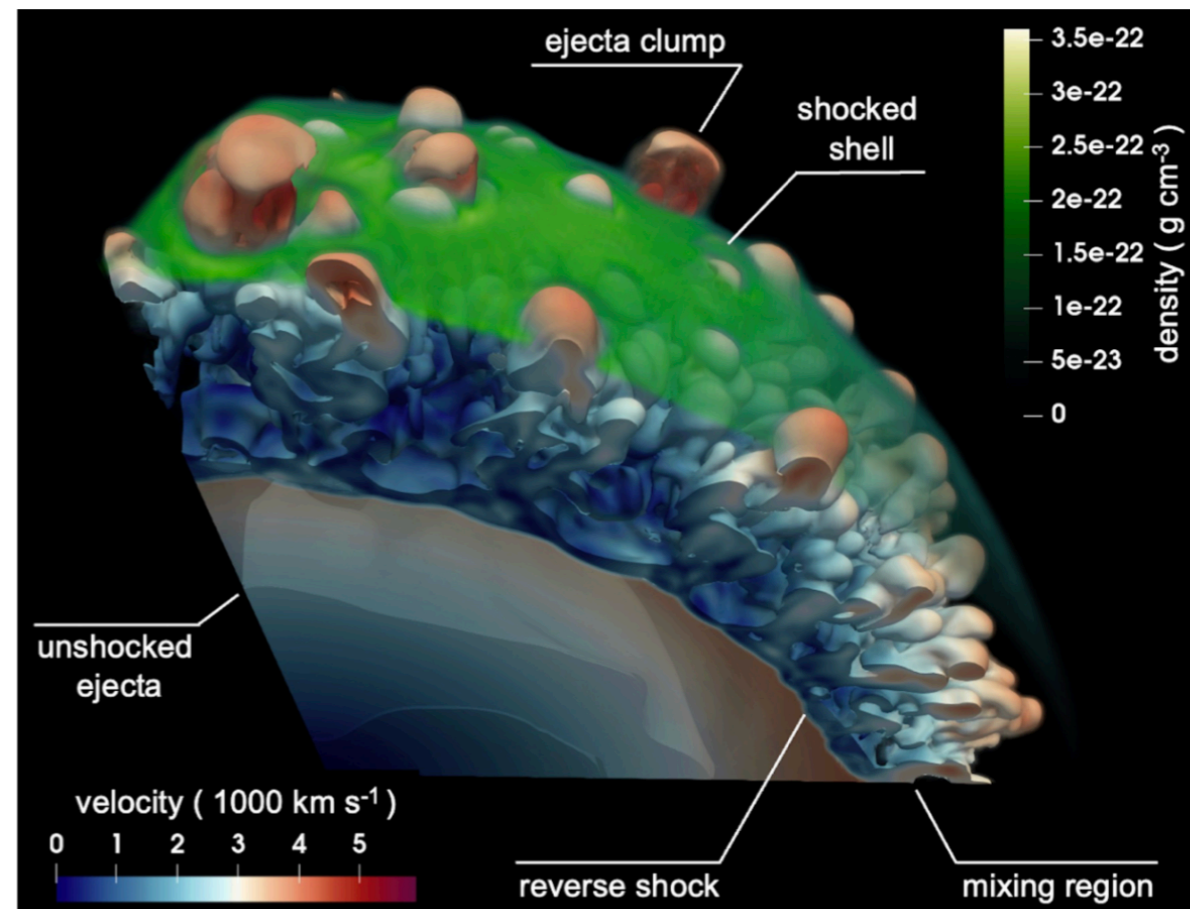 ejecta clump
shocked
shell
3.5e-22
3e-22
2.5e-22
2e-22
1.5e-22
1e-22
5e-23
0
density ( g cm-3 )
unshocked
ejecta
velocity ( 1000 km s-1 )
0 1 2 3 4 5
reverse shock
mixing region